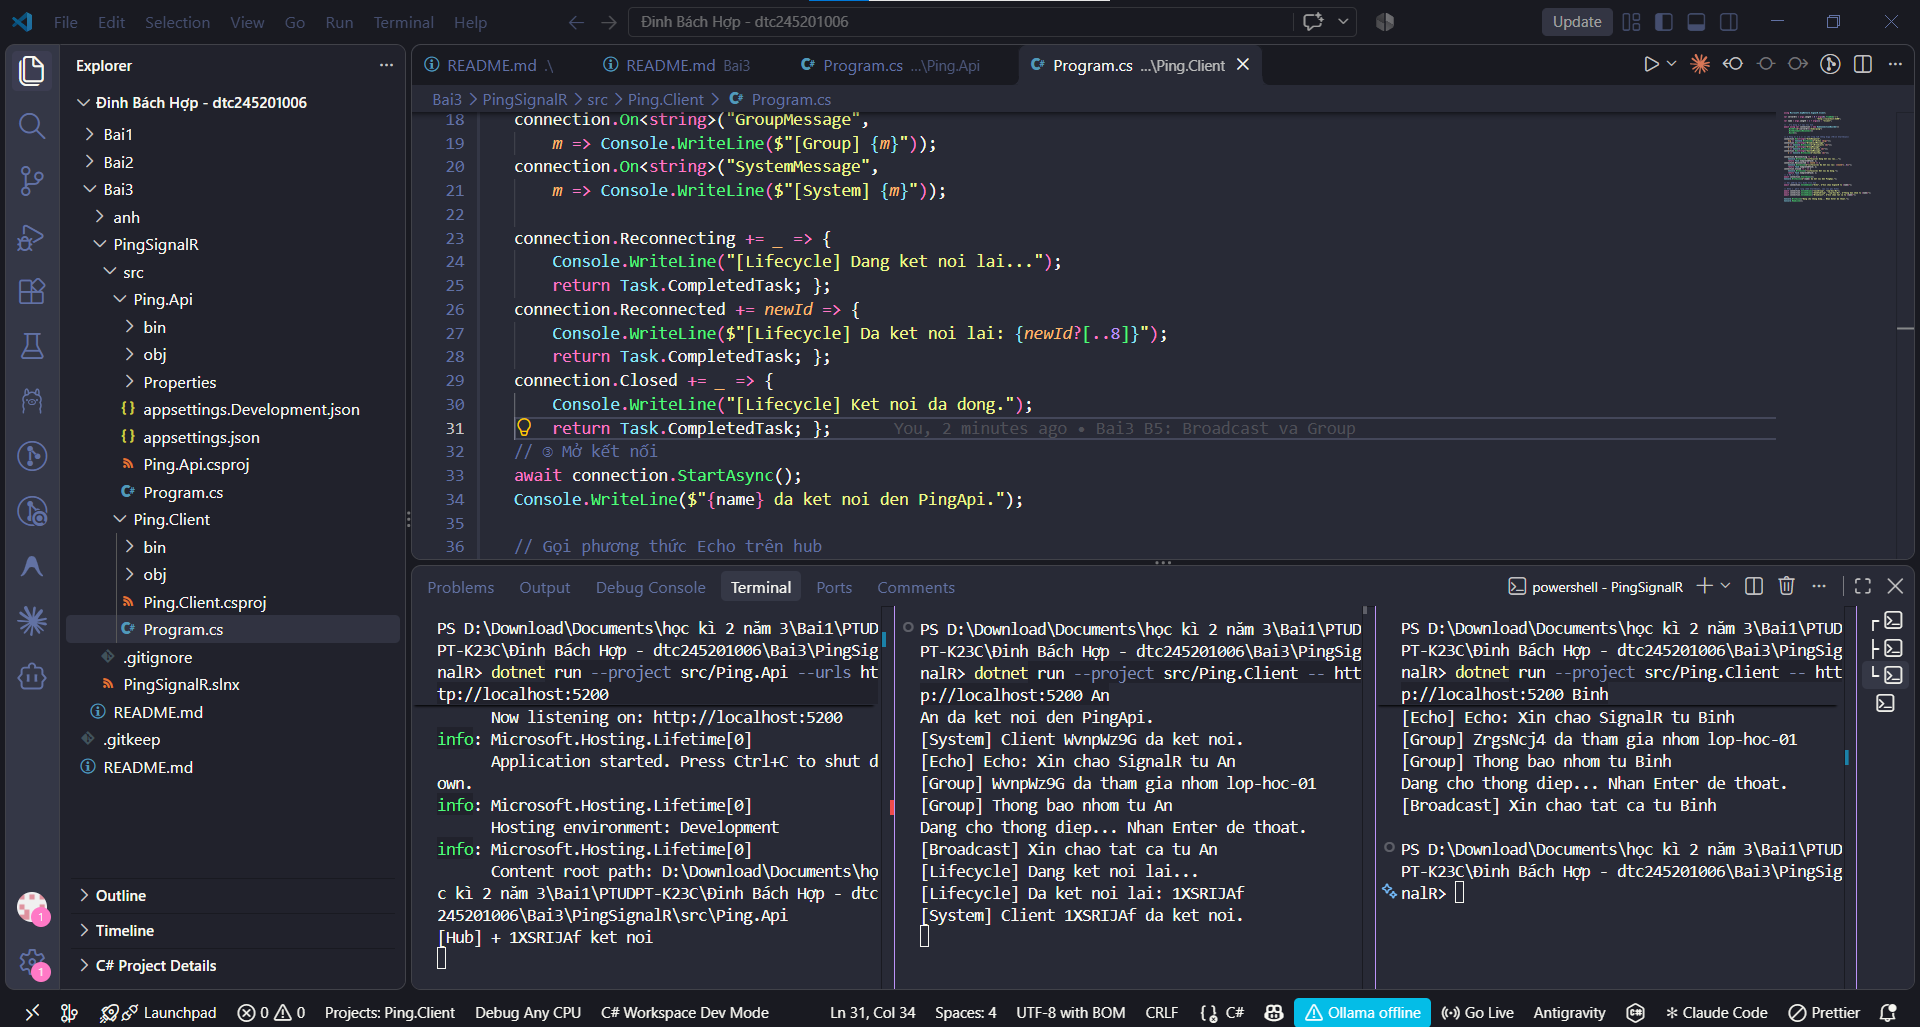 File Edit Selection View Go Run Terminal Help
Đinh Bách Hợp - dtc245201006
Update
Explorer
Đinh Bách Hợp - dtc245201006
Bai1
Bai2
Bai3
anh
PingSignalR
src
Ping.Api
bin
obj
Properties
{} appsettings.Development.json
{} appsettings.json
Ping.Api.csproj
C# Program.cs
Ping.Client
bin
obj
Ping.Client.csproj
C# Program.cs
.gitignore
PingSignalR.slnx
README.md
.gitkeep
README.md
Outline
Timeline
C# Project Details
1
1
README.md .\
README.md Bai3
C# Program.cs ...\Ping.Api
C# Program.cs ...\Ping.Client
Bai3 > PingSignalR > src > Ping.Client > C# Program.cs
18 connection.On<string>("GroupMessage",
19 m => Console.WriteLine($"[Group] {m}"));
20 connection.On<string>("SystemMessage",
21 m => Console.WriteLine($"[System] {m}"));
22
23 connection.Reconnecting += _ => {
24 Console.WriteLine("[Lifecycle] Dang ket noi lai...");
25 return Task.CompletedTask; };
26 connection.Reconnected += newId => {
27 Console.WriteLine($"[Lifecycle] Da ket noi lai: {newId?[..8]}");
28 return Task.CompletedTask; };
29 connection.Closed += _ => {
30 Console.WriteLine("[Lifecycle] Ket noi da dong.");
31 return Task.CompletedTask; }; You, 2 minutes ago • Bai3 B5: Broadcast va Group
32 // ③ Mở kết nối
33 await connection.StartAsync();
34 Console.WriteLine($"{name} da ket noi den PingApi.");
35
36 // Gọi phương thức Echo trên hub
Problems Output Debug Console Terminal Ports Comments
powershell - PingSignalR
PS D:\Download\Documents\học kì 2 năm 3\Bai1\PTUD
PT-K23C\Đinh Bách Hợp - dtc245201006\Bai3\PingSig
nalR> dotnet run --project src/Ping.Api --urls ht
tp://localhost:5200
Now listening on: http://localhost:5200
info: Microsoft.Hosting.Lifetime[0]
Application started. Press Ctrl+C to shut d
own.
info: Microsoft.Hosting.Lifetime[0]
Hosting environment: Development
info: Microsoft.Hosting.Lifetime[0]
Content root path: D:\Download\Documents\họ
c kì 2 năm 3\Bai1\PTUDPT-K23C\Đinh Bách Hợp - dtc
245201006\Bai3\PingSignalR\src\Ping.Api
[Hub] + 1XSRIJAf ket noi
PS D:\Download\Documents\học kì 2 năm 3\Bai1\PTUD
PT-K23C\Đinh Bách Hợp - dtc245201006\Bai3\PingSig
nalR> dotnet run --project src/Ping.Client -- htt
p://localhost:5200 An
An da ket noi den PingApi.
[System] Client WvnpWz9G da ket noi.
[Echo] Echo: Xin chao SignalR tu An
[Group] WvnpWz9G da tham gia nhom lop-hoc-01
[Group] Thong bao nhom tu An
Dang cho thong diep... Nhan Enter de thoat.
[Broadcast] Xin chao tat ca tu An
[Lifecycle] Dang ket noi lai...
[Lifecycle] Da ket noi lai: 1XSRIJAf
[System] Client 1XSRIJAf da ket noi.
PS D:\Download\Documents\học kì 2 năm 3\Bai1\PTUD
PT-K23C\Đinh Bách Hợp - dtc245201006\Bai3\PingSig
nalR> dotnet run --project src/Ping.Client -- htt
p://localhost:5200 Binh
[Echo] Echo: Xin chao SignalR tu Binh
[Group] ZrgsNcj4 da tham gia nhom lop-hoc-01
[Group] Thong bao nhom tu Binh
Dang cho thong diep... Nhan Enter de thoat.
[Broadcast] Xin chao tat ca tu Binh
PS D:\Download\Documents\học kì 2 năm 3\Bai1\PTUD
PT-K23C\Đinh Bách Hợp - dtc245201006\Bai3\PingSig
nalR>
Launchpad 0 0 Projects: Ping.Client Debug Any CPU C# Workspace Dev Mode Ln 31, Col 34 Spaces: 4 UTF-8 with BOM CRLF {} C# Ollama offline Go Live Antigravity Claude Code Prettier